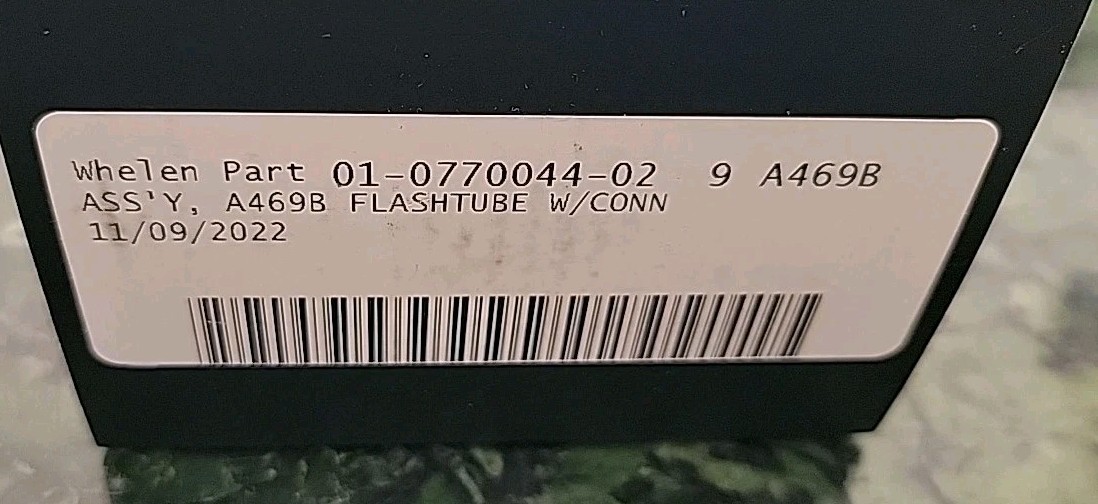 Whelen Part 01-0770044-02 9 A469B
ASS'Y, A469B FLASHTUBE W/CONN
11/09/2022